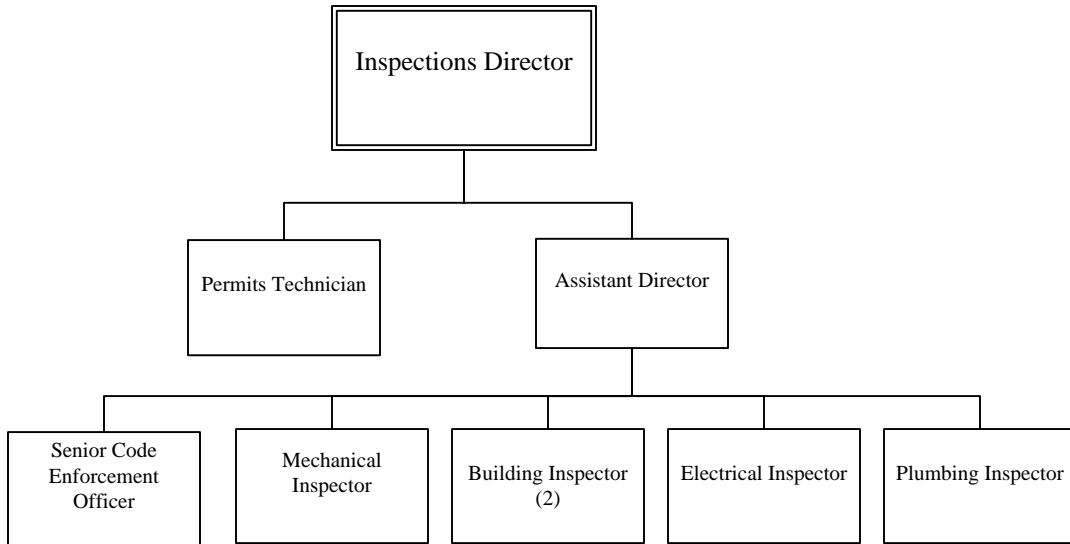 Inspections Director
Permits Technician
Assistant Director
Senior Code
Enforcement
Officer
Mechanical
Inspector
Building Inspector
(2)
Electrical Inspector
Plumbing Inspector